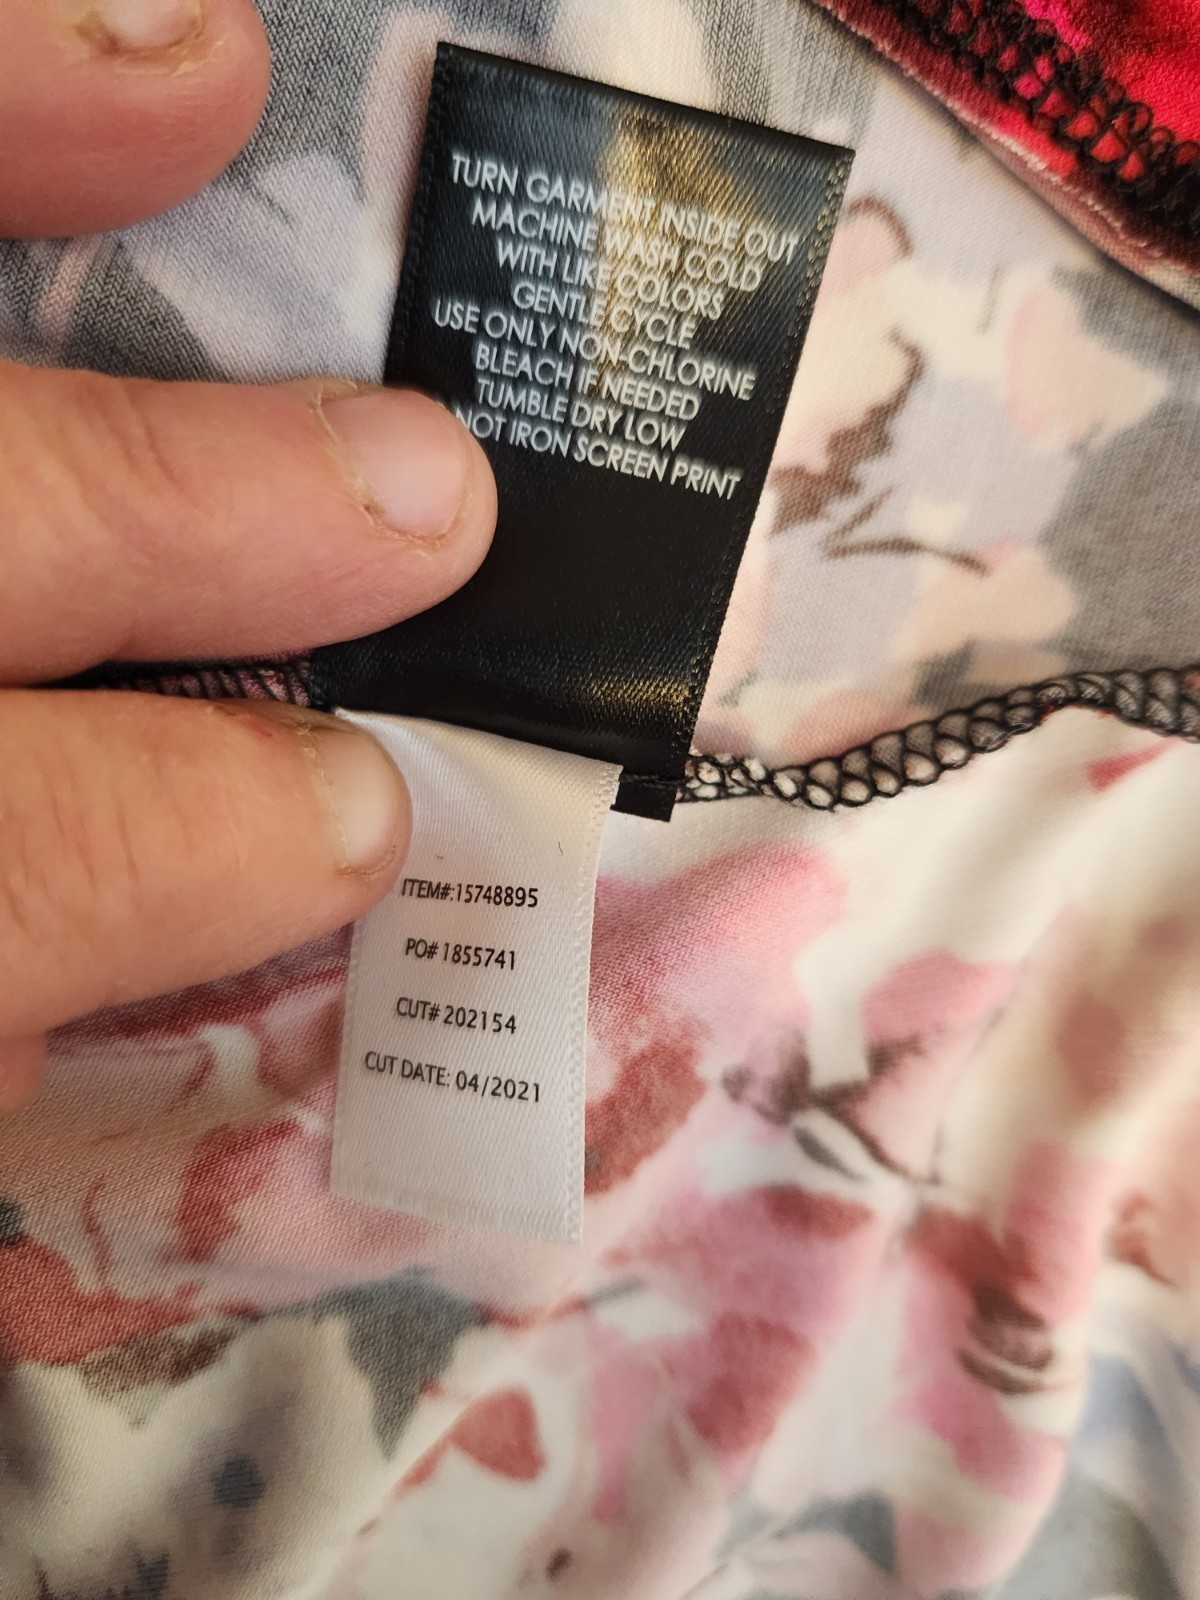 TURN GARMENT INSIDE OUT
MACHINE WASH COLD
WITH LIKE COLORS
GENTLE CYCLE
USE ONLY NON-CHLORINE
BLEACH IF NEEDED
TUMBLE DRY LOW
NOT IRON SCREEN PRINT
ITEM#:15748895
PO# 1855741
CUT# 202154
CUT DATE: 04/2021